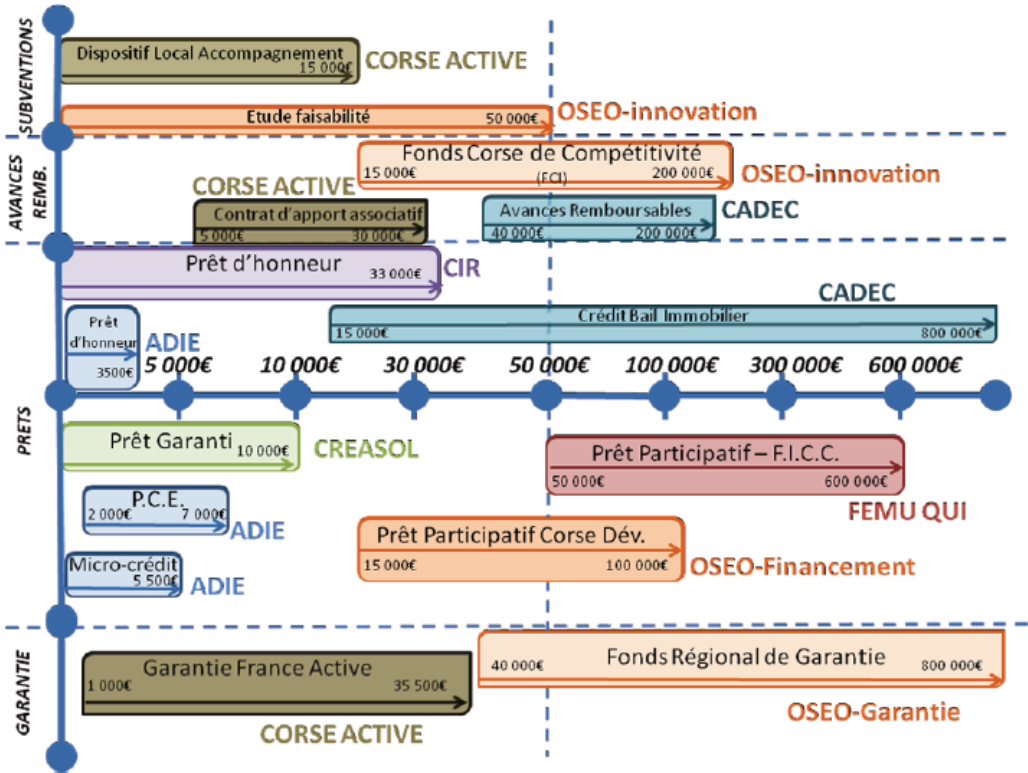 SUBVENTIONS
Dispositif Local Accompagnement
15 000€
CORSE ACTIVE
Etude faisabilité
50 000€
OSEO-innovation
AVANCES
REMB.
Fonds Corse de Compétitivité
15 000€
(FCI)
200 000€
OSEO-innovation
CORSE ACTIVE
Contrat d'apport associatif
5 000€
30 000€
Avances Remboursables
40 000€
200 000€
CADEC
Prêt d'honneur
33 000€
CIR
Prêt
d'honneur
3500€
ADIE
CADEC
Crédit Bail Immobilier
15 000€
800 000€
5 000€
10 000€
30 000€
50 000€
100 000€
300 000€
600 000€
PRETS
Prêt Garanti
10 000€
CREASOL
Prêt Participatif – F.I.C.C.
50 000€
600 000€
FEMU QUI
P.C.E.
2 000€
7 000€
ADIE
Prêt Participatif Corse Dév.
15 000€
100 000€
OSEO-Financement
Micro-crédit
5 500€
ADIE
GARANTIE
Garantie France Active
1 000€
35 500€
CORSE ACTIVE
Fonds Régional de Garantie
40 000€
800 000€
OSEO-Garantie